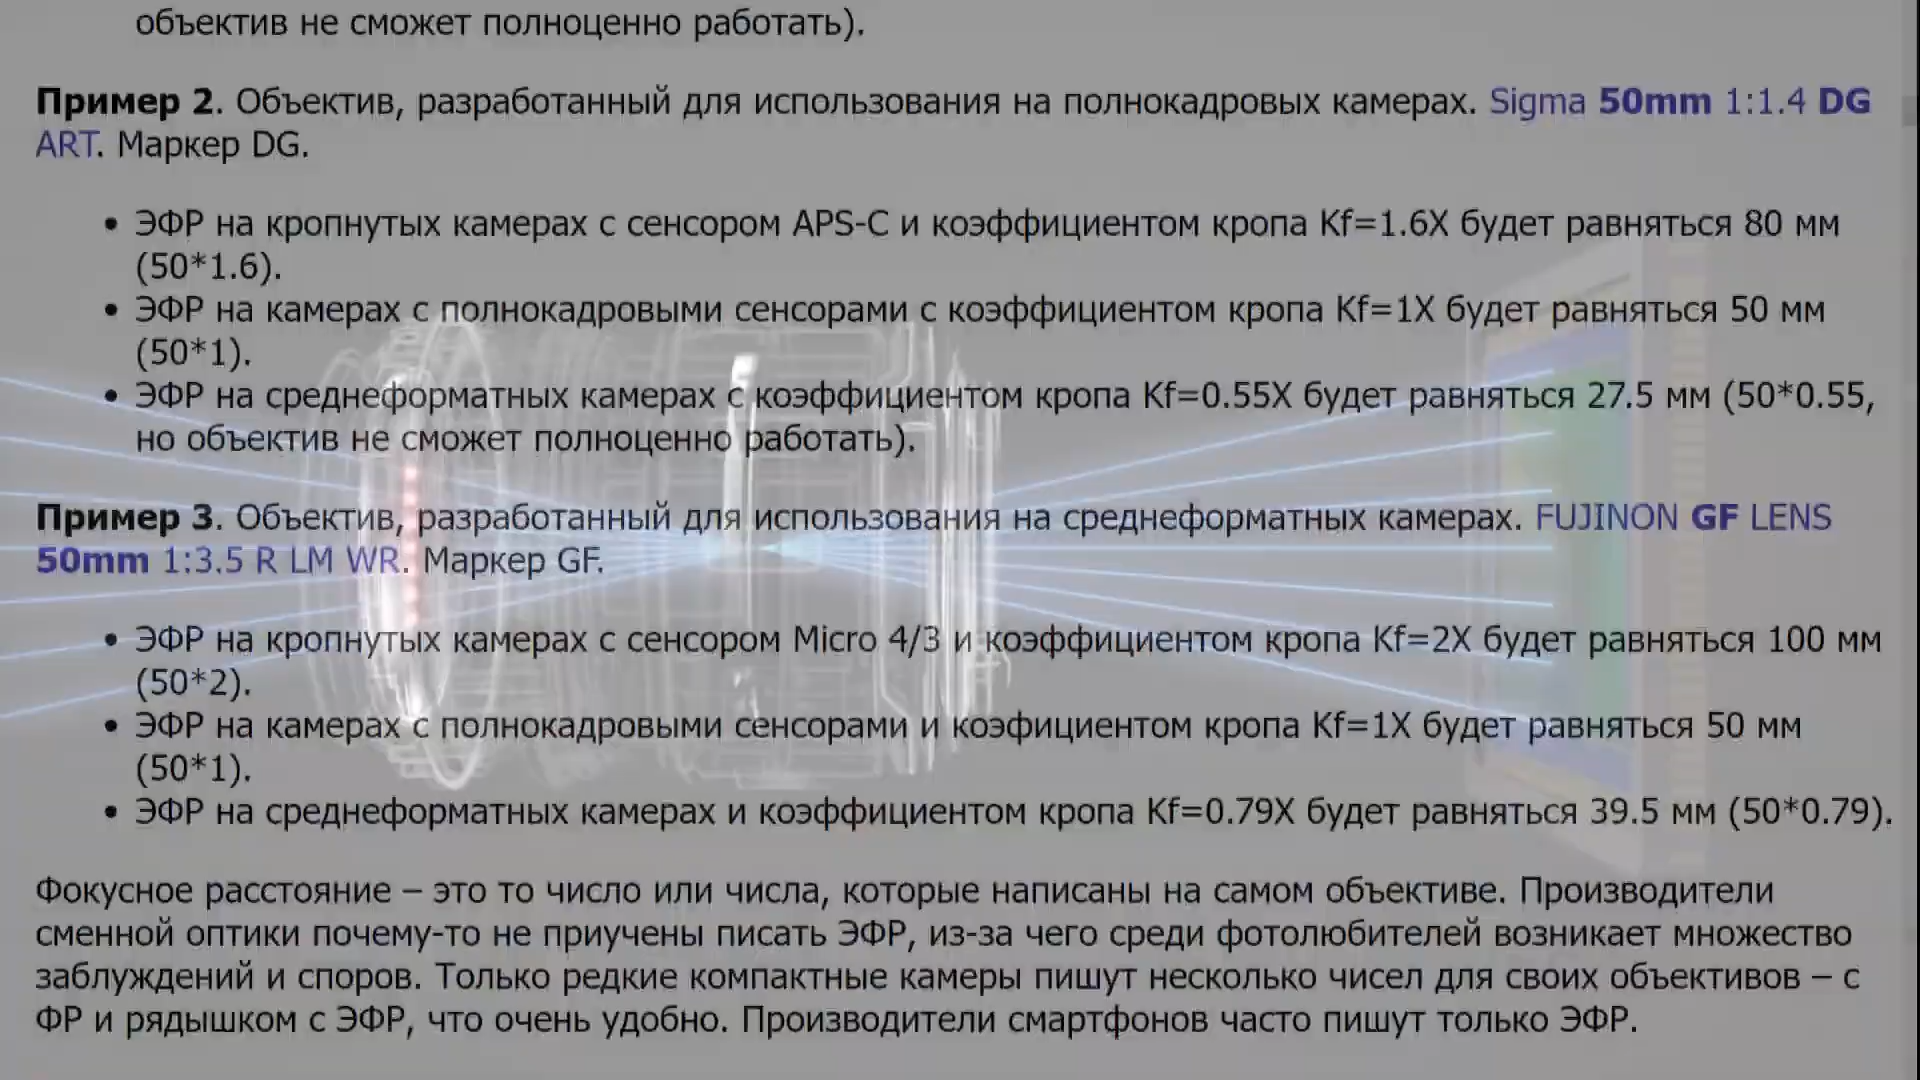 объектив не сможет полноценно работать).
Пример 2. Объектив, разработанный для использования на полнокадровых камерах. Sigma 50mm 1:1.4 DG
ART. Маркер DG.
• ЭФР на кропнутых камерах с сенсором APS-C и коэффициентом кропа Kf=1.6X будет равняться 80 мм
(50*1.6).
• ЭФР на камерах с полнокадровыми сенсорами с коэффициентом кропа Kf=1X будет равняться 50 мм
(50*1).
• ЭФР на среднеформатных камерах с коэффициентом кропа Kf=0.55X будет равняться 27.5 мм (50*0.55,
но объектив не сможет полноценно работать).
Пример 3. Объектив, разработанный для использования на среднеформатных камерах. FUJINON GF LENS
50mm 1:3.5 R LM WR. Маркер GF.
• ЭФР на кропнутых камерах с сенсором Micro 4/3 и коэффициентом кропа Kf=2X будет равняться 100 мм
(50*2).
• ЭФР на камерах с полнокадровыми сенсорами и коэфициентом кропа Kf=1X будет равняться 50 мм
(50*1).
• ЭФР на среднеформатных камерах и коэффициентом кропа Kf=0.79X будет равняться 39.5 мм (50*0.79).
Фокусное расстояние – это то число или числа, которые написаны на самом объективе. Производители
сменной оптики почему-то не приучены писать ЭФР, из-за чего среди фотолюбителей возникает множество
заблуждений и споров. Только редкие компактные камеры пишут несколько чисел для своих объективов – с
ФР и рядышком с ЭФР, что очень удобно. Производители смартфонов часто пишут только ЭФР.